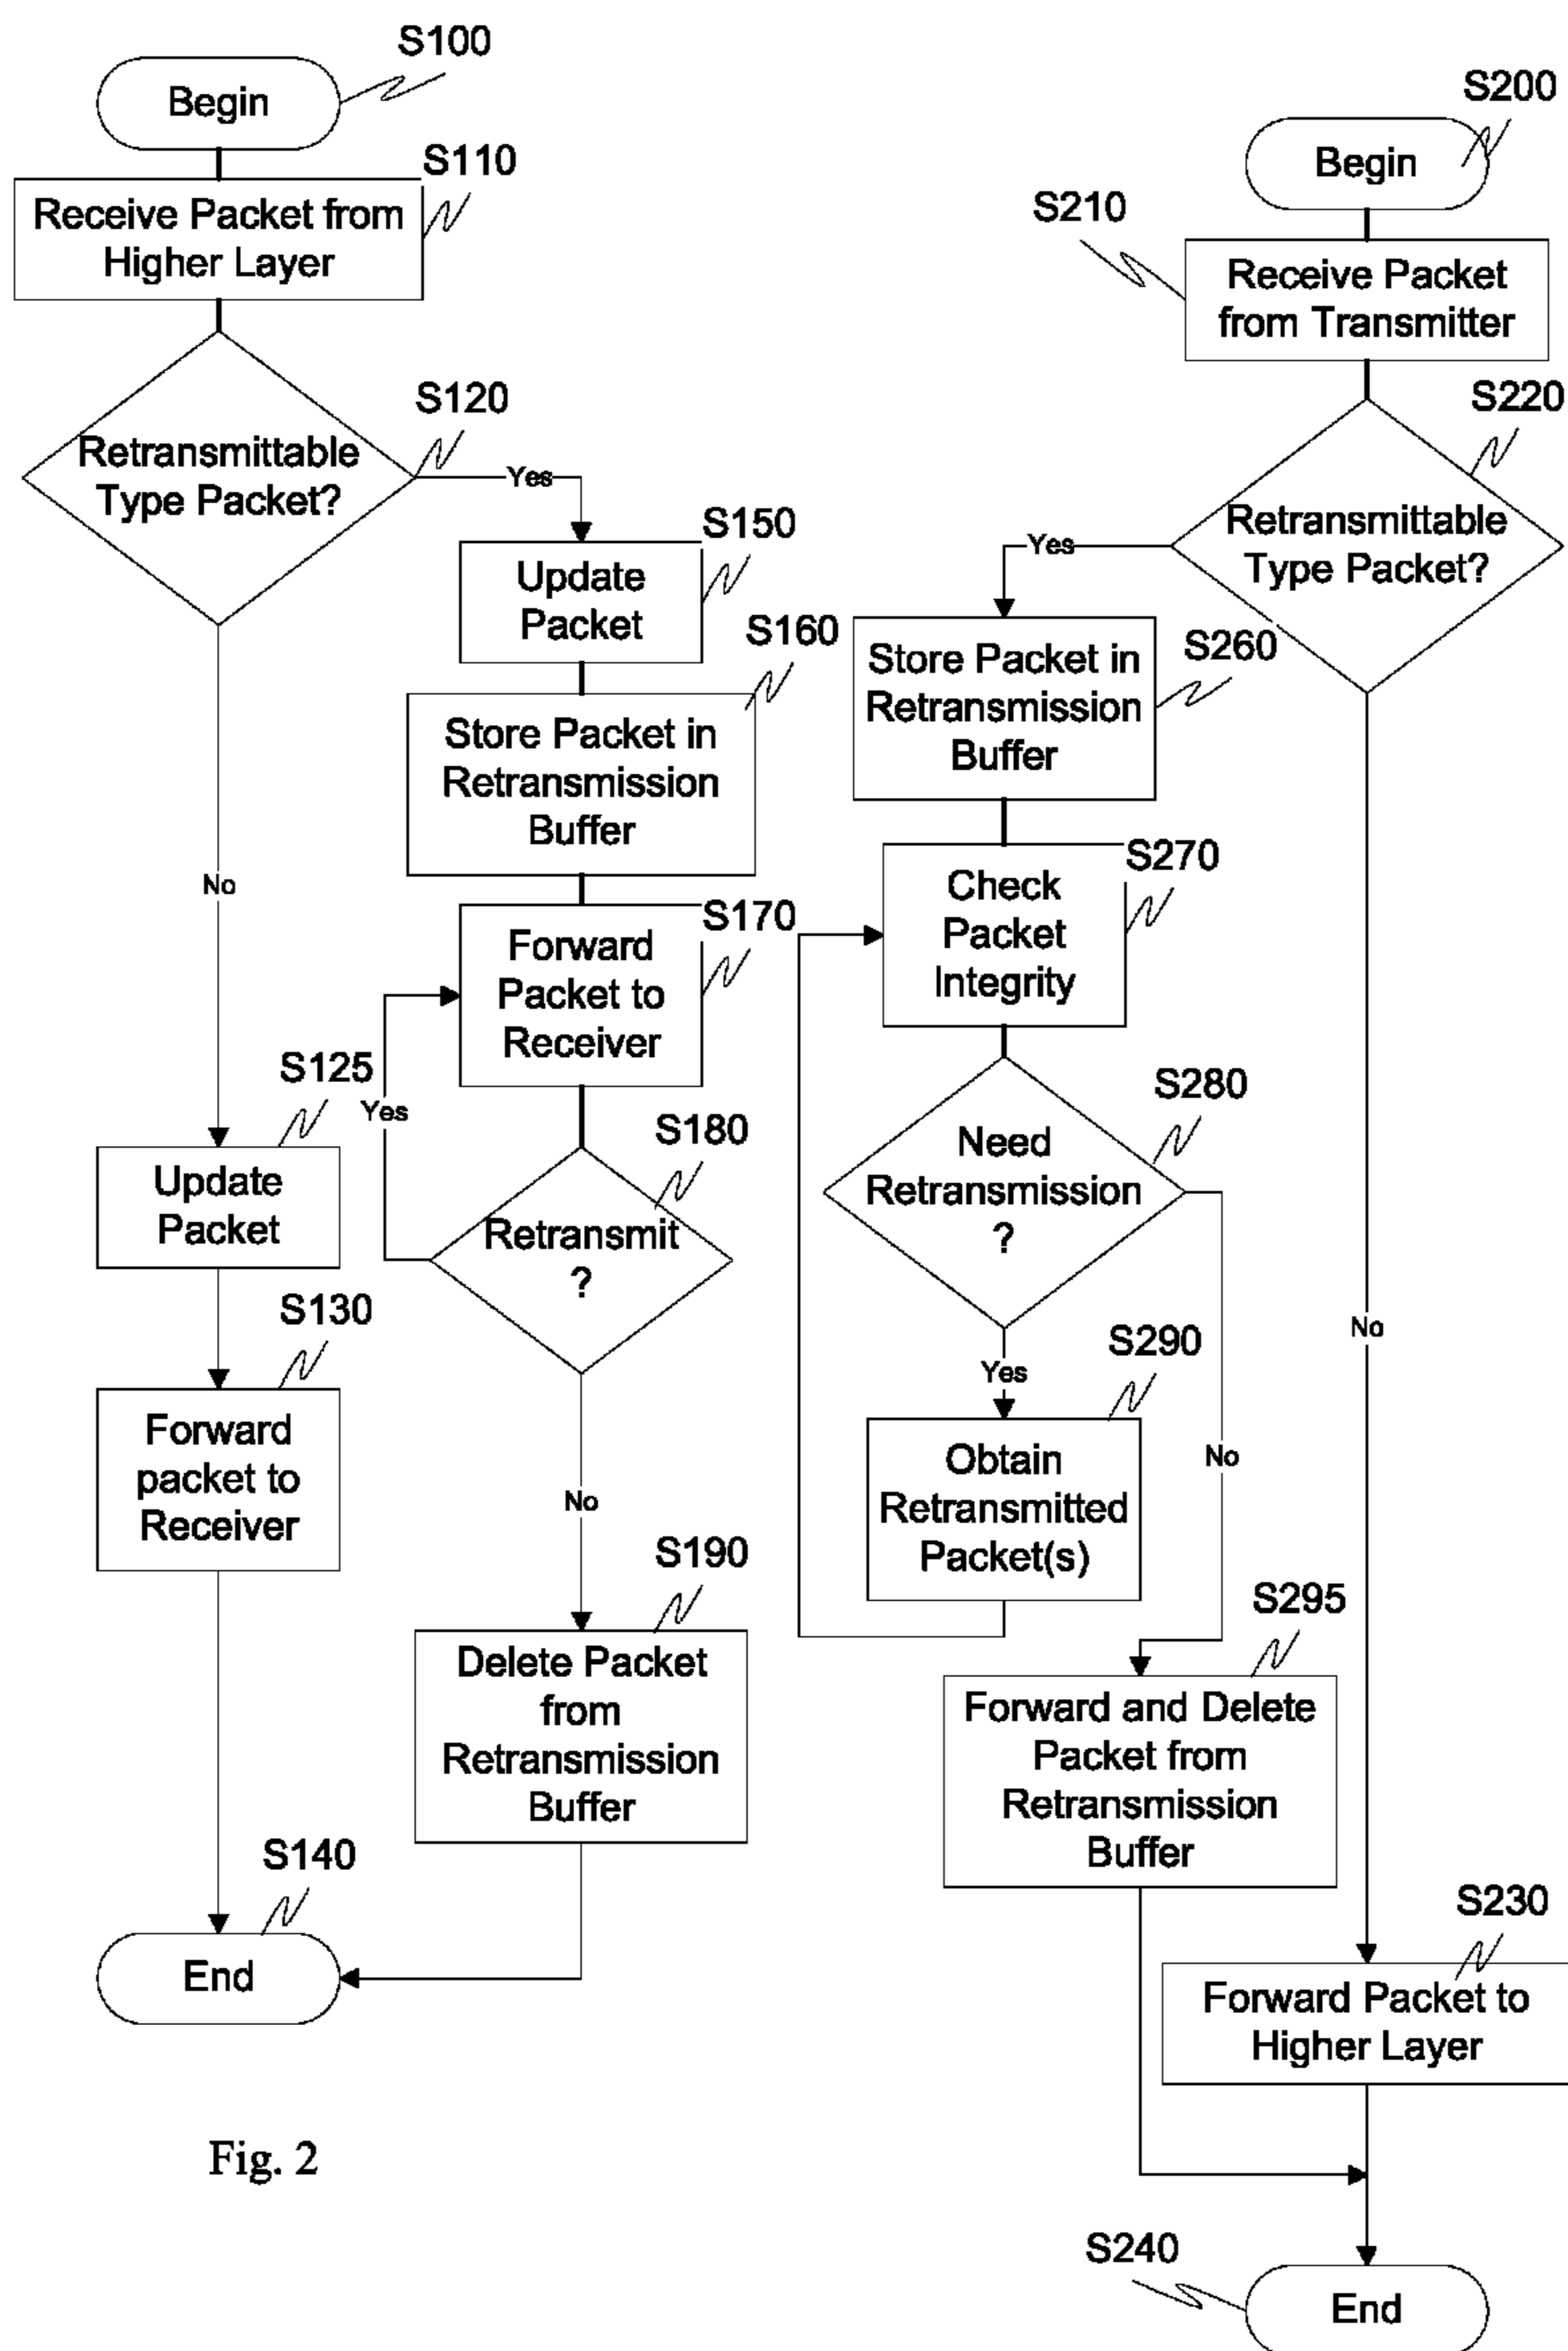 S100
Begin
S110
Receive Packet from
Higher Layer
S120
Retransmittable
Type Packet?
Yes
No
S150
Update
Packet
S160
Store Packet in
Retransmission
Buffer
S170
Forward
Packet to
Receiver
Yes
S180
Retransmit
?
No
S190
Delete Packet
from
Retransmission
Buffer
S125
Update
Packet
S130
Forward
packet to
Receiver
S140
End
Fig. 2
S200
Begin
S210
Receive Packet
from Transmitter
S220
Retransmittable
Type Packet?
Yes
S260
Store Packet in
Retransmission
Buffer
S270
Check
Packet
Integrity
S280
Need
Retransmission
?
Yes
S290
Obtain
Retransmitted
Packet(s)
No
S295
Forward and Delete
Packet from
Retransmission
Buffer
No
S230
Forward Packet to
Higher Layer
S240
End